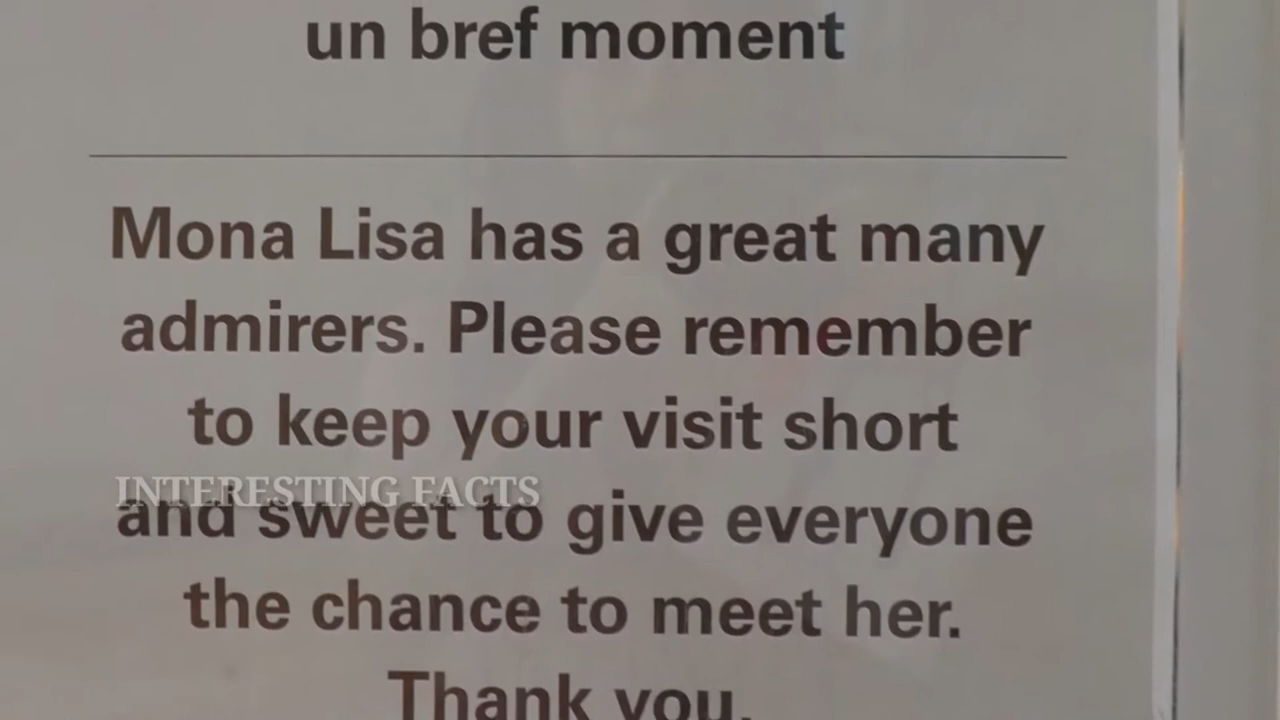 un bref moment
Mona Lisa has a great many
admirers. Please remember
to keep your visit short
INTERESTING FACTS
and sweet to give everyone
the chance to meet her.
Thank you.